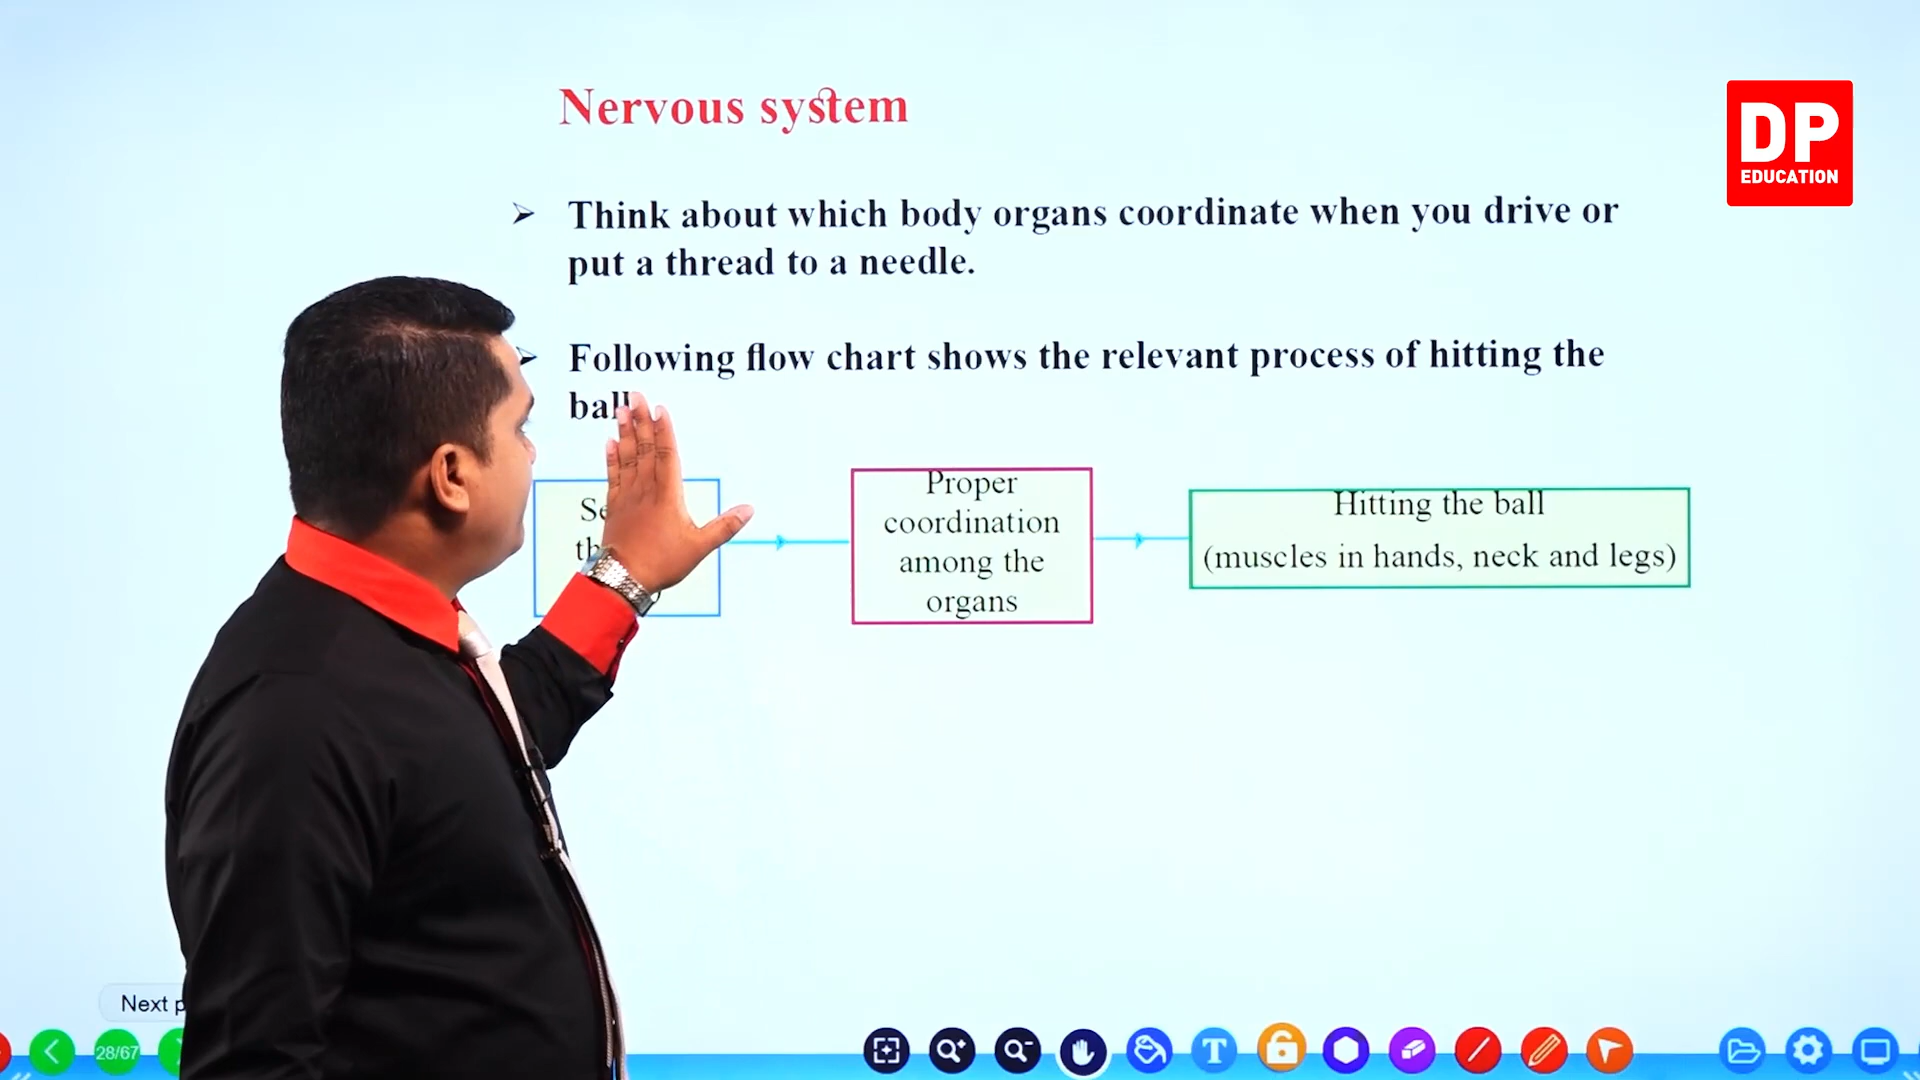 Nervous system
DP
EDUCATION
➢ Think about which body organs coordinate when you drive or
put a thread to a needle.
➢ Following flow chart shows the relevant process of hitting the
ball
Proper
coordination
among the
organs
Hitting the ball
(muscles in hands, neck and legs)
Next
28/67
T